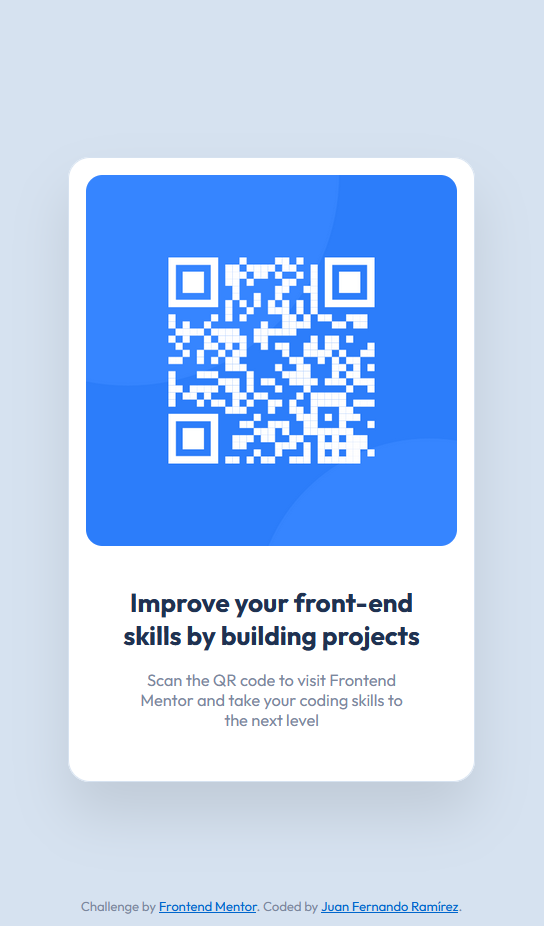 Improve your front-end
skills by building projects
Scan the QR code to visit Frontend
Mentor and take your coding skills to
the next level
Challenge by Frontend Mentor. Coded by Juan Fernando Ramírez.